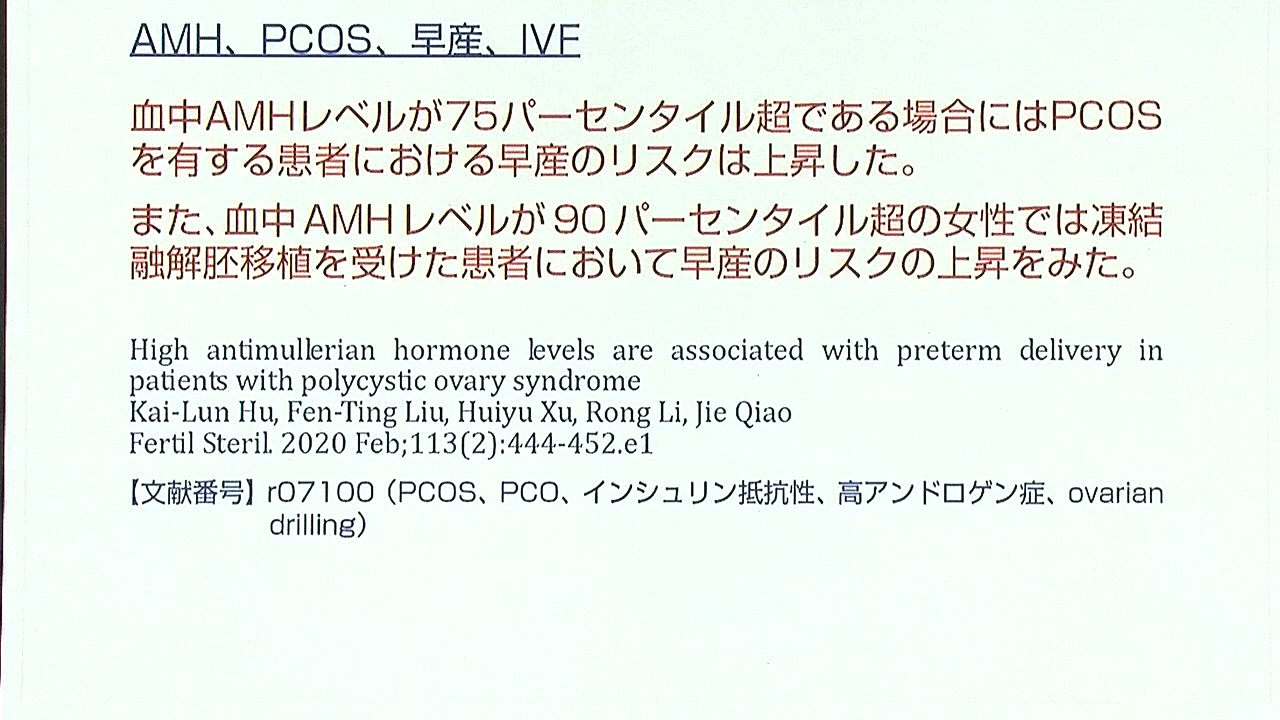 AMH、PCOS、早産、IVF
血中AMHレベルが75パーセンタイル超である場合にはPCOS
を有する患者における早産のリスクは上昇した。
また、血中AMHレベルが90パーセンタイル超の女性では凍結
融解胚移植を受けた患者において早産のリスクの上昇をみた。
High antimullerian hormone levels are associated with preterm delivery in
patients with polycystic ovary syndrome
Kai-Lun Hu, Fen-Ting Liu, Huiyu Xu, Rong Li, Jie Qiao
Fertil Steril. 2020 Feb;113(2):444-452.e1
【文献番号】r07100（PCOS、PCO、インシュリン抵抗性、高アンドロゲン症、ovarian
drilling）